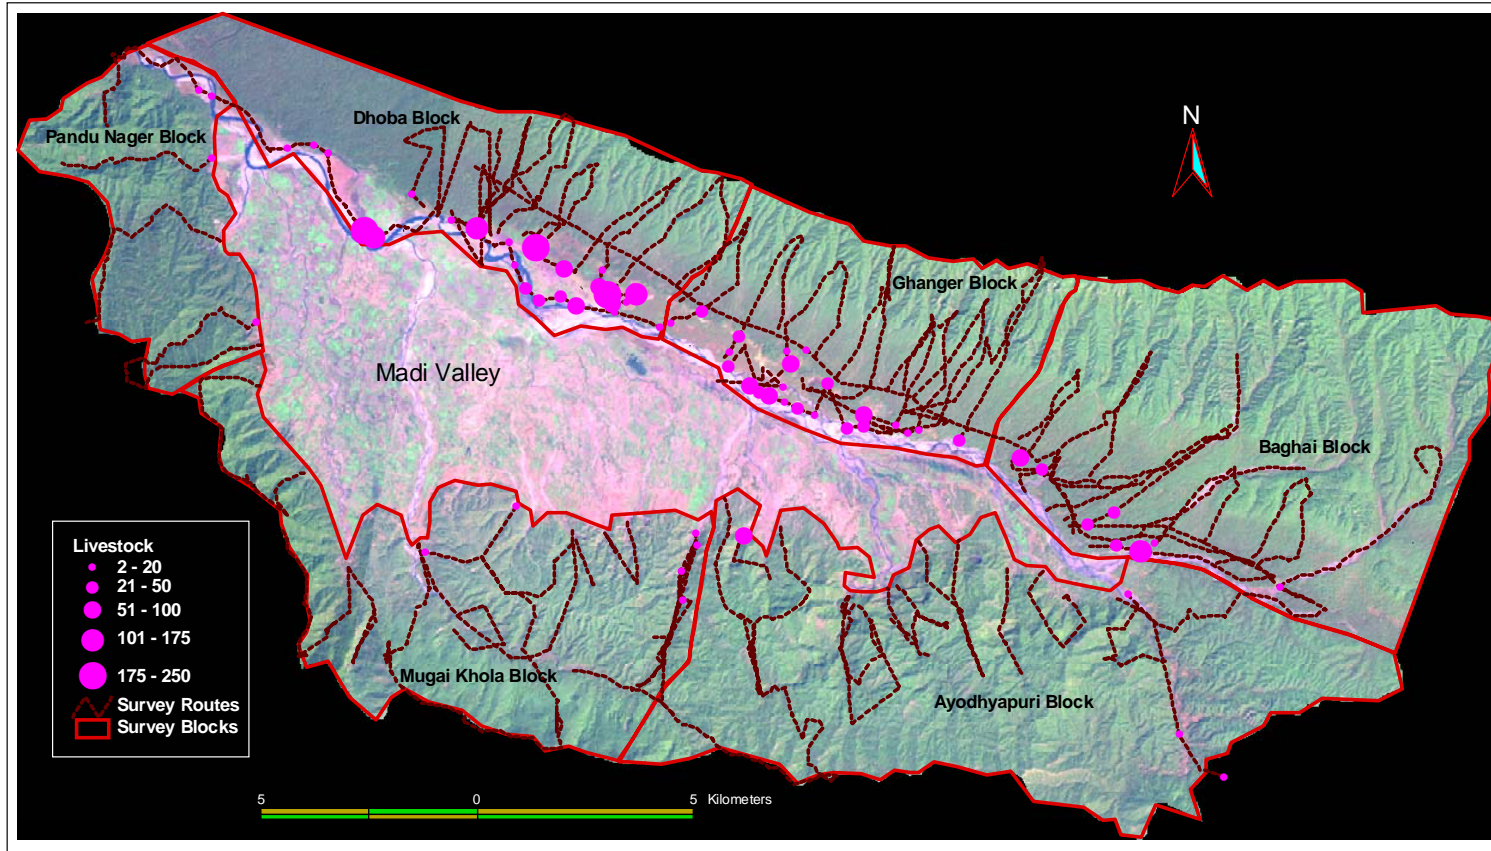 N
Dhoba Block
Pandu Nager Block
Ghanger Block
Madi Valley
Baghai Block
Livestock
2 - 20
21 - 50
51 - 100
101 - 175
175 - 250
Survey Routes
Survey Blocks
Mugai Khola Block
Ayodhyapuri Block
5 0 5 Kilometers